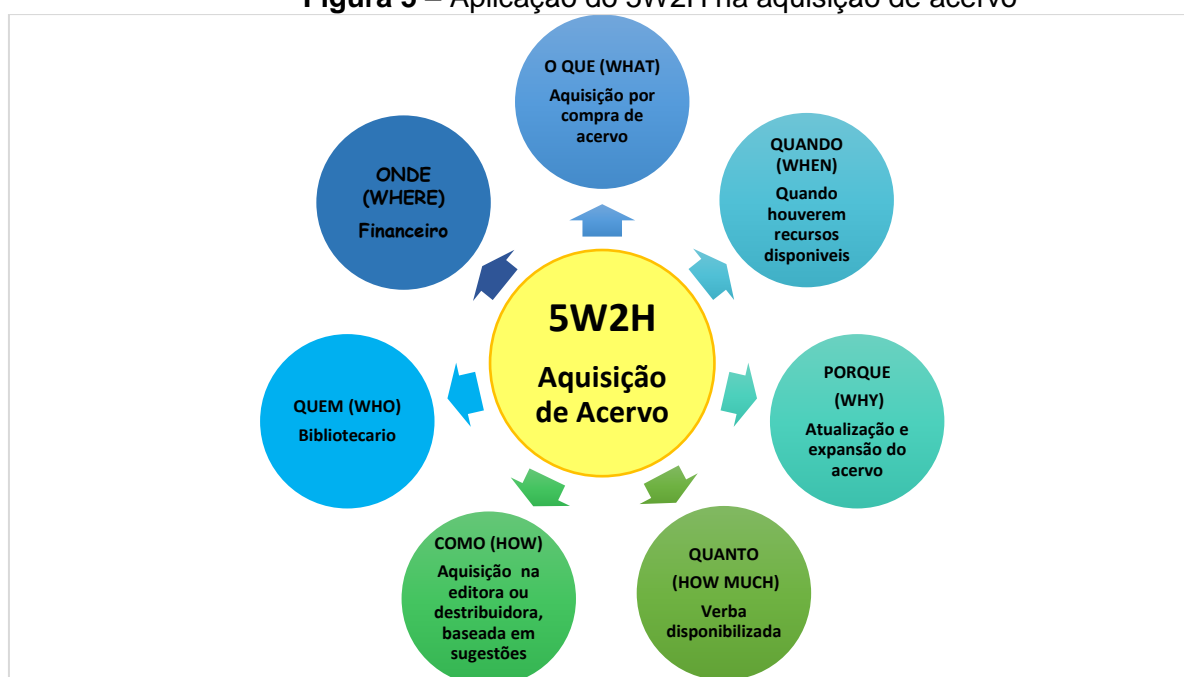 Figura 5 – Aplicação do 5W2H na aquisição de acervo
O QUE (WHAT)
Aquisição por
compra de
acervo
QUANDO
(WHEN)
Quando
houverem
recursos
disponiveis
PORQUE
(WHY)
Atualização e
expansão do
acervo
QUANTO
(HOW MUCH)
Verba
disponibilizada
COMO (HOW)
Aquisição na
editora ou
destribuidora,
baseada em
sugestões
QUEM (WHO)
Bibliotecario
ONDE
(WHERE)
Financeiro
5W2H
Aquisição
de Acervo